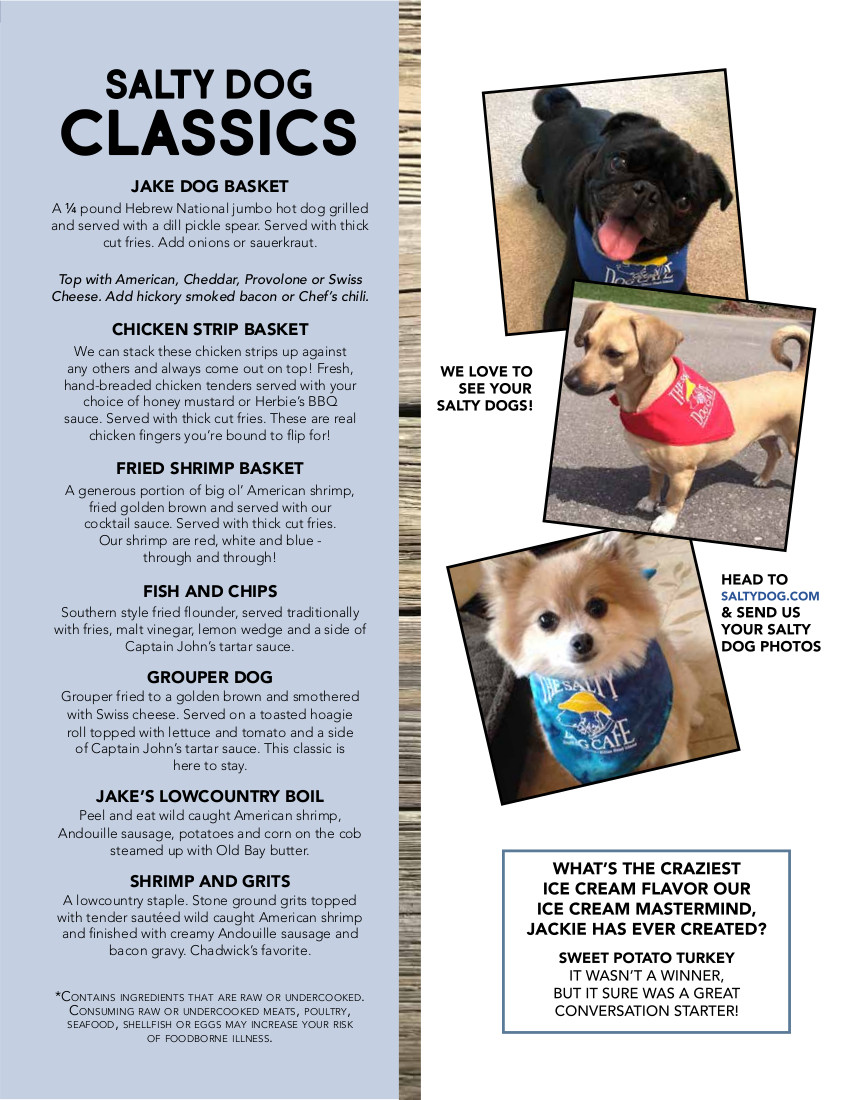 SALTY DOG
CLASSICS
JAKE DOG BASKET
A ¼ pound Hebrew National jumbo hot dog grilled
and served with a dill pickle spear. Served with thick
cut fries. Add onions or sauerkraut.
Top with American, Cheddar, Provolone or Swiss
Cheese. Add hickory smoked bacon or Chef's chili.
CHICKEN STRIP BASKET
We can stack these chicken strips up against
any others and always come out on top! Fresh,
hand-breaded chicken tenders served with your
choice of honey mustard or Herbie's BBQ
sauce. Served with thick cut fries. These are real
chicken fingers you're bound to flip for!
FRIED SHRIMP BASKET
A generous portion of big ol' American shrimp,
fried golden brown and served with our
cocktail sauce. Served with thick cut fries.
Our shrimp are red, white and blue -
through and through!
FISH AND CHIPS
Southern style fried flounder, served traditionally
with fries, malt vinegar, lemon wedge and a side of
Captain John's tartar sauce.
GROUPER DOG
Grouper fried to a golden brown and smothered
with Swiss cheese. Served on a toasted hoagie
roll topped with lettuce and tomato and a side
of Captain John's tartar sauce. This classic is
here to stay.
JAKE'S LOWCOUNTRY BOIL
Peel and eat wild caught American shrimp,
Andouille sausage, potatoes and corn on the cob
steamed up with Old Bay butter.
SHRIMP AND GRITS
A lowcountry staple. Stone ground grits topped
with tender sautéed wild caught American shrimp
and finished with creamy Andouille sausage and
bacon gravy. Chadwick's favorite.
*Contains ingredients that are raw or undercooked.
Consuming raw or undercooked meats, poultry,
seafood, shellfish or eggs may increase your risk
of foodborne illness.
DOG CAFE
WE LOVE TO
SEE YOUR
SALTY DOGS!
THE SALTY
DOG CAFE
HEAD TO
SALTYDOG.COM
& SEND US
YOUR SALTY
DOG PHOTOS
THE SALTY
DOG CAFE
WHAT'S THE CRAZIEST
ICE CREAM FLAVOR OUR
ICE CREAM MASTERMIND,
JACKIE HAS EVER CREATED?
SWEET POTATO TURKEY
IT WASN'T A WINNER,
BUT IT SURE WAS A GREAT
CONVERSATION STARTER!